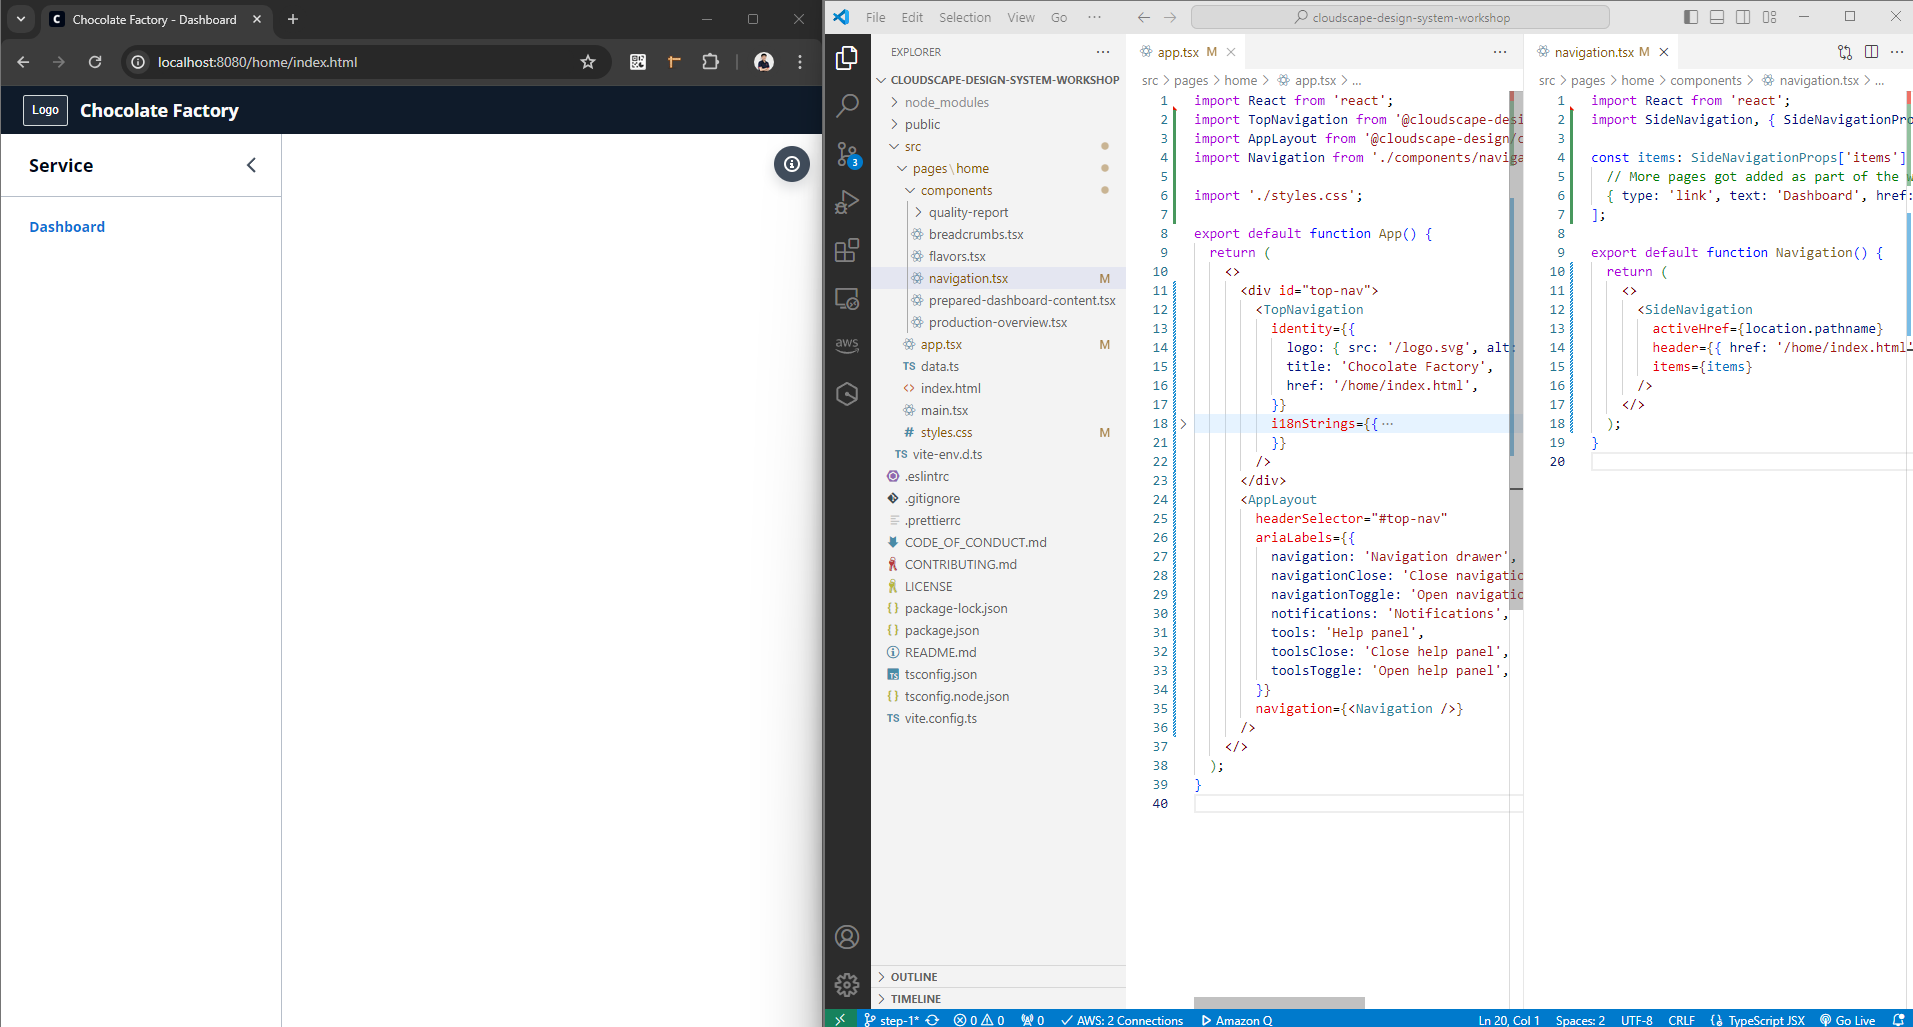 Chocolate Factory - Dashboard
localhost:8080/home/index.html
Logo
Chocolate Factory
Service
Dashboard
File Edit Selection View Go ···
cloudscape-design-system-workshop
EXPLORER
CLOUDSCAPE-DESIGN-SYSTEM-WORKSHOP
node_modules
public
src
pages\home
components
quality-report
breadcrumbs.tsx
flavors.tsx
navigation.tsx M
prepared-dashboard-content.tsx
production-overview.tsx
app.tsx M
TS data.ts
<> index.html
main.tsx
# styles.css M
TS vite-env.d.ts
.eslintrc
.gitignore
.prettierrc
CODE_OF_CONDUCT.md
CONTRIBUTING.md
LICENSE
{} package-lock.json
{} package.json
README.md
TS tsconfig.json
{} tsconfig.node.json
TS vite.config.ts
OUTLINE
TIMELINE
3
aws
app.tsx M
src > pages > home > app.tsx > ...
1 import React from 'react';
2 import TopNavigation from '@cloudscape-desi
3 import AppLayout from '@cloudscape-design/c
4 import Navigation from './components/naviga
5
6 import './styles.css';
7
8 export default function App() {
9 return (
10 <>
11 <div id="top-nav">
12 <TopNavigation
13 identity={{
14 logo: { src: '/logo.svg', alt:
15 title: 'Chocolate Factory',
16 href: '/home/index.html',
17 }}
18 i18nStrings={{ ···
21 }}
22 />
23 </div>
24 <AppLayout
25 headerSelector="#top-nav"
26 ariaLabels={{
27 navigation: 'Navigation drawer',
28 navigationClose: 'Close navigatio
29 navigationToggle: 'Open navigatio
30 notifications: 'Notifications',
31 tools: 'Help panel',
32 toolsClose: 'Close help panel',
33 toolsToggle: 'Open help panel',
34 }}
35 navigation={<Navigation />}
36 />
37 </>
38 );
39 }
40
navigation.tsx M
src > pages > home > components > navigation.tsx > ...
1 import React from 'react';
2 import SideNavigation, { SideNavigationPro
3
4 const items: SideNavigationProps['items']
5 // More pages got added as part of the w
6 { type: 'link', text: 'Dashboard', href:
7 ];
8
9 export default function Navigation() {
10 return (
11 <>
12 <SideNavigation
13 activeHref={location.pathname}
14 header={{ href: '/home/index.html'
15 items={items}
16 />
17 </>
18 );
19 }
20
step-1* 0 0 0 AWS: 2 Connections Amazon Q Ln 20, Col 1 Spaces: 2 UTF-8 CRLF TypeScript JSX Go Live